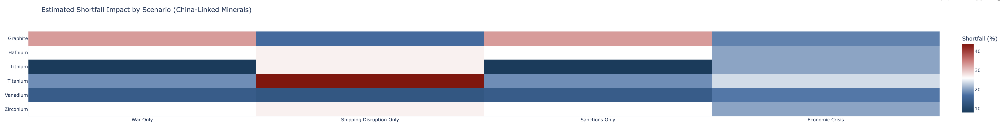 Estimated Shortfall Impact by Scenario (China-Linked Minerals)
Graphite
Hafnium
Lithium
Titanium
Vanadium
Zirconium
War Only
Shipping Disruption Only
Sanctions Only
Economic Crisis
Shortfall (%)
40
30
20
10